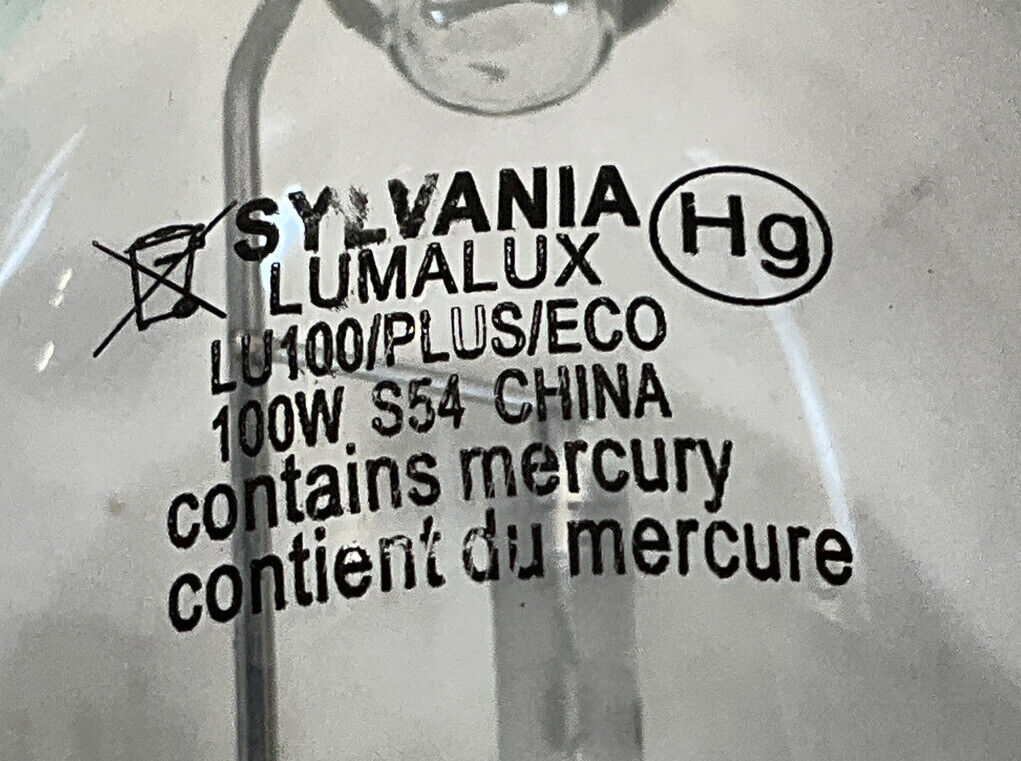 SYLVANIA Hg
LUMALUX
LU100/PLUS/ECO
100W S54 CHINA
contains mercury
contient du mercure